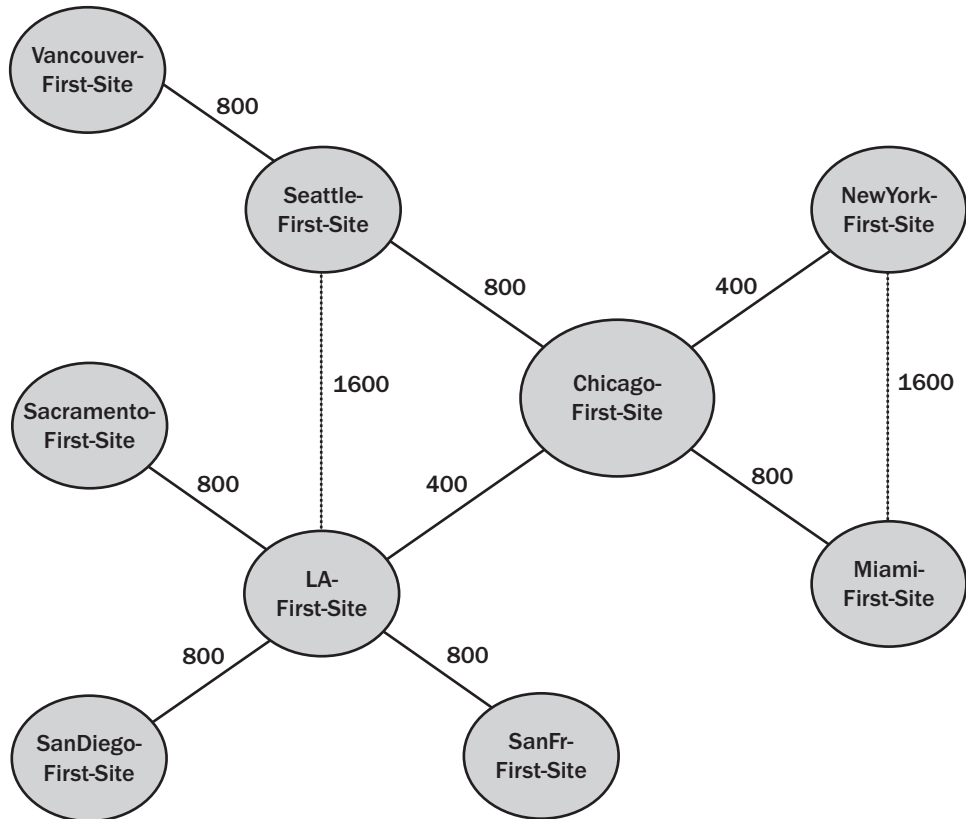 Vancouver-
First-Site
800
Seattle-
First-Site
NewYork-
First-Site
800
400
1600
Chicago-
First-Site
1600
Sacramento-
First-Site
800
400
800
LA-
First-Site
Miami-
First-Site
800
800
SanDiego-
First-Site
SanFr-
First-Site